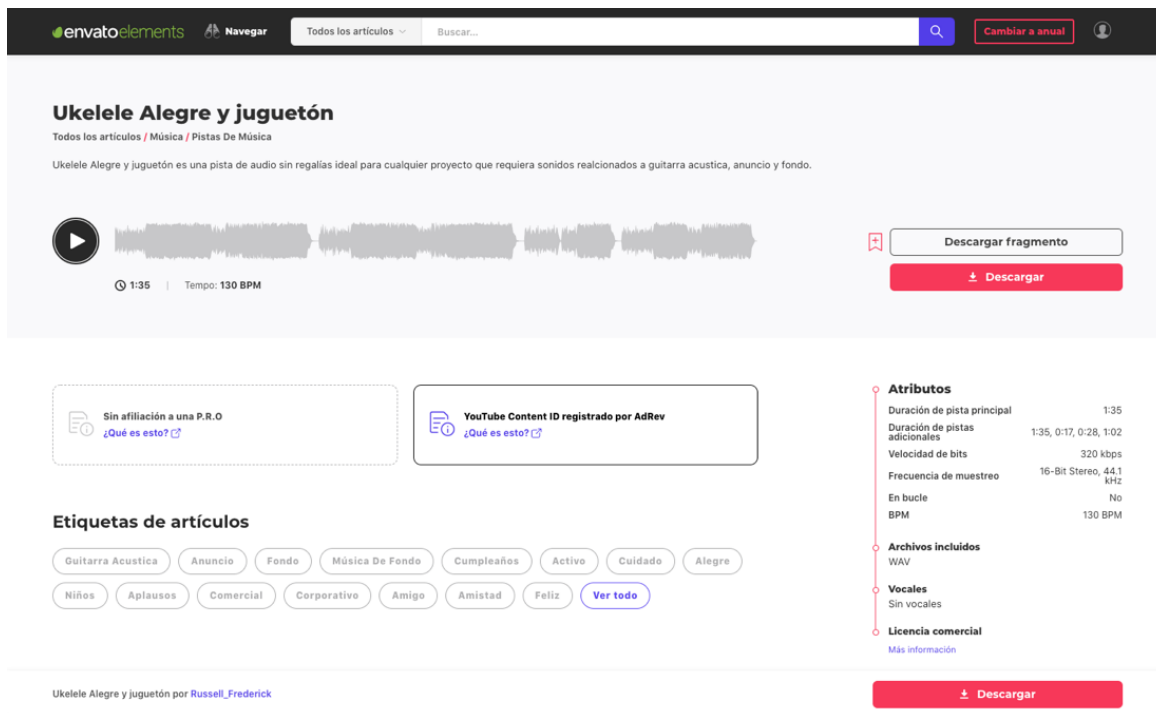 envatoelements
Navegar
Todos los artículos
Buscar...
Cambiar a anual
Ukelele Alegre y juguetón
Todos los artículos / Música / Pistas De Música
Ukelele Alegre y juguetón es una pista de audio sin regalías ideal para cualquier proyecto que requiera sonidos realcionados a guitarra acustica, anuncio y fondo.
Descargar fragmento
Descargar
1:35 | Tempo: 130 BPM
Sin afiliación a una P.R.O
¿Qué es esto?
YouTube Content ID registrado por AdRev
¿Qué es esto?
Etiquetas de artículos
Guitarra Acustica Anuncio Fondo Música De Fondo Cumpleaños Activo Cuidado Alegre
Niños Aplausos Comercial Corporativo Amigo Amistad Feliz Ver todo
Atributos
Duración de pista principal 1:35
Duración de pistas
adicionales 1:35, 0:17, 0:28, 1:02
Velocidad de bits 320 kbps
Frecuencia de muestreo 16-Bit Stereo, 44.1
kHz
En bucle No
BPM 130 BPM
Archivos incluidos
WAV
Vocales
Sin vocales
Licencia comercial
Más información
Ukelele Alegre y juguetón por Russell_Frederick
Descargar